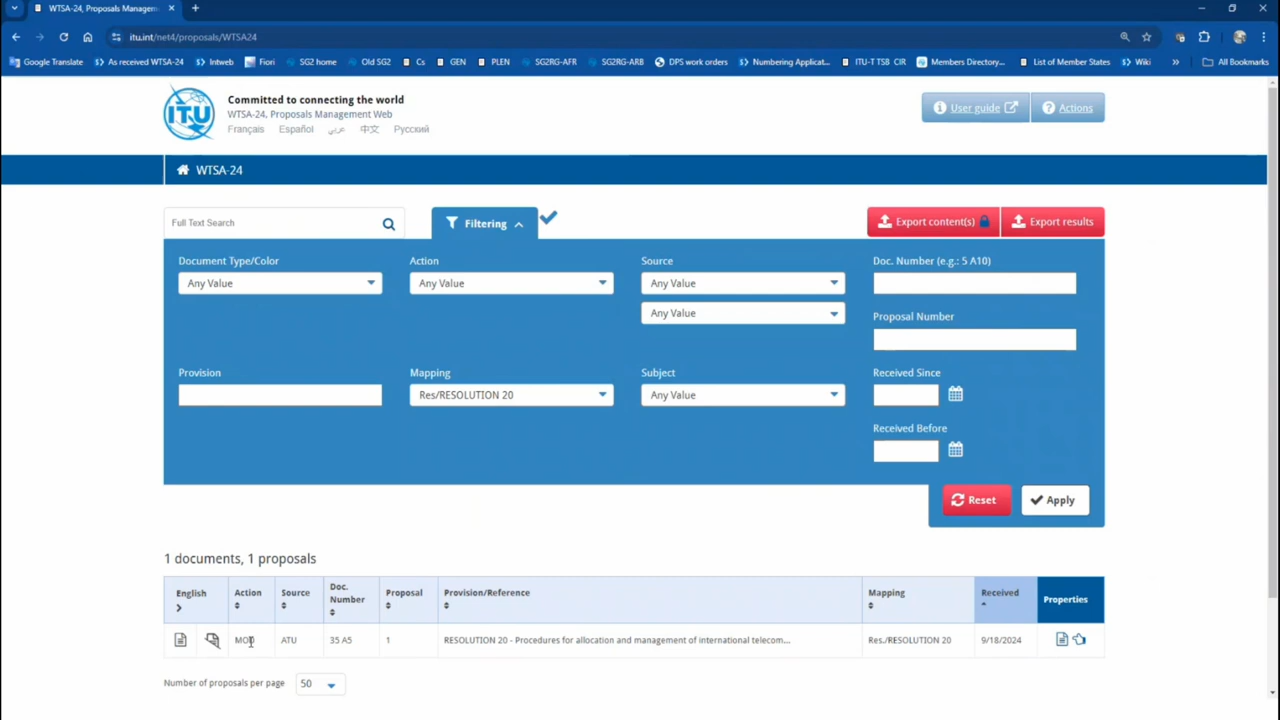 WTSA-24, Proposals Managemen
itu.int/net4/proposals/WTSA24
Google Translate As received WTSA-24 Intweb Fiori SG2 home Old SG2 Cs GEN PLEN SG2RG-AFR SG2RG-ARB DPS work orders Numbering Applicat... ITU-T TSB CIR Members Directory... List of Member States Wiki » All Bookmarks
ITU
Committed to connecting the world
WTSA-24, Proposals Management Web
Français Español عربي 中文 Русский
User guide Actions
WTSA-24
Full Text Search Filtering Export content(s) Export results
Document Type/Color Action Source Doc. Number (e.g.: 5 A10)
Any Value Any Value Any Value
Any Value Proposal Number
Provision Mapping Subject Received Since
Res/RESOLUTION 20 Any Value
Received Before
Reset Apply
1 documents, 1 proposals
English Action Source Doc. Number Proposal Provision/Reference Mapping Received Properties
MOD ATU 35 A5 1 RESOLUTION 20 - Procedures for allocation and management of international telecom... Res./RESOLUTION 20 9/18/2024
Number of proposals per page 50